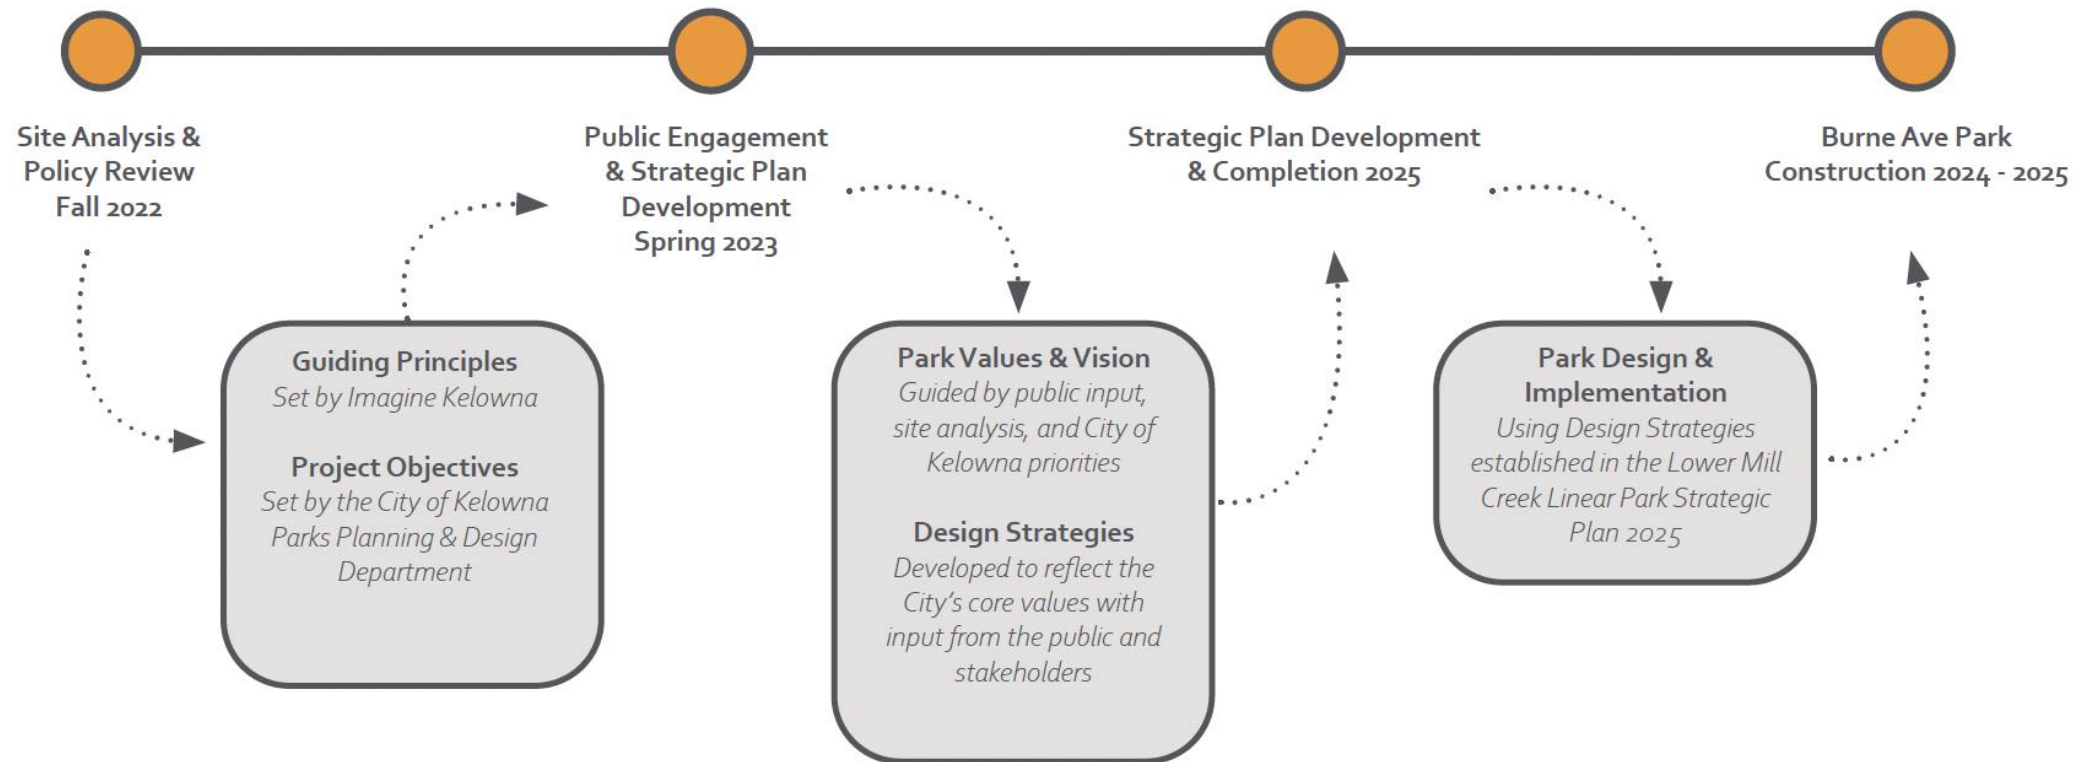 Site Analysis &
Policy Review
Fall 2022
Public Engagement
& Strategic Plan
Development
Spring 2023
Strategic Plan Development
& Completion 2025
Burne Ave Park
Construction 2024 - 2025
Guiding Principles
Set by Imagine Kelowna
Project Objectives
Set by the City of Kelowna
Parks Planning & Design
Department
Park Values & Vision
Guided by public input,
site analysis, and City of
Kelowna priorities
Design Strategies
Developed to reflect the
City's core values with
input from the public and
stakeholders
Park Design &
Implementation
Using Design Strategies
established in the Lower Mill
Creek Linear Park Strategic
Plan 2025